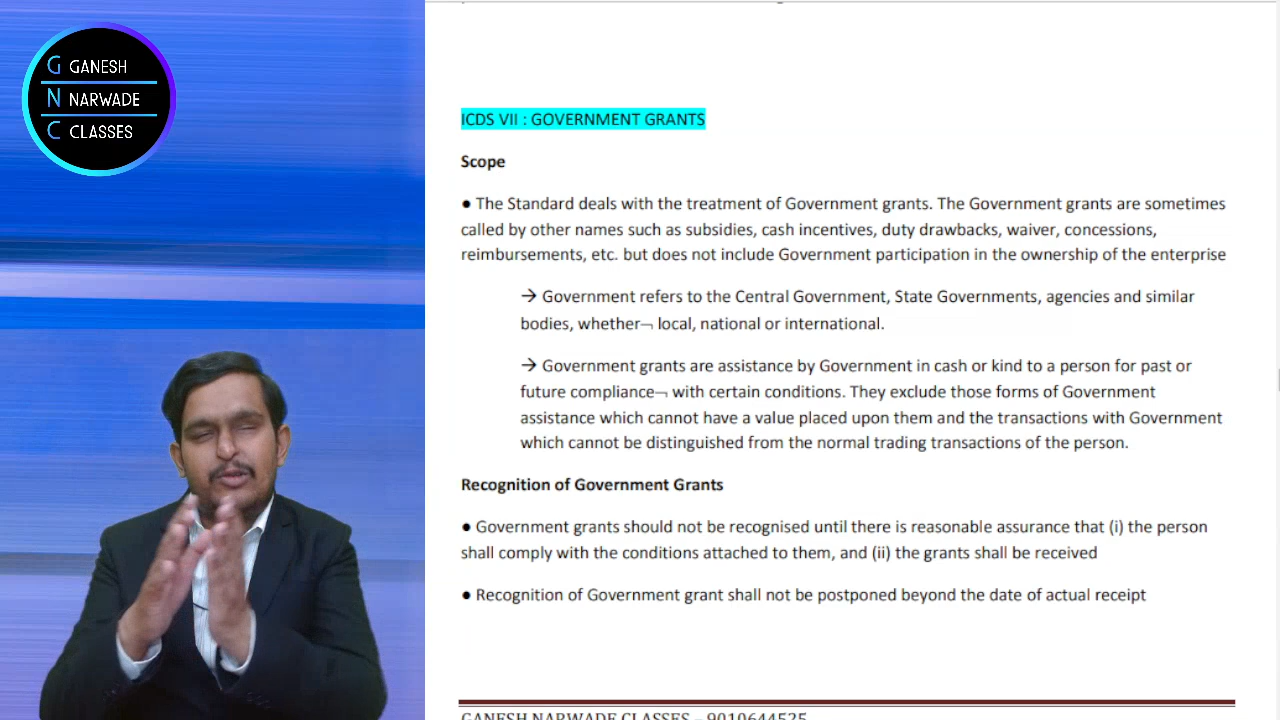 G GANESH
N NARWADE
C CLASSES
ICDS VII : GOVERNMENT GRANTS
Scope
● The Standard deals with the treatment of Government grants. The Government grants are sometimes
called by other names such as subsidies, cash incentives, duty drawbacks, waiver, concessions,
reimbursements, etc. but does not include Government participation in the ownership of the enterprise
→ Government refers to the Central Government, State Governments, agencies and similar
bodies, whether¬ local, national or international.
→ Government grants are assistance by Government in cash or kind to a person for past or
future compliance¬ with certain conditions. They exclude those forms of Government
assistance which cannot have a value placed upon them and the transactions with Government
which cannot be distinguished from the normal trading transactions of the person.
Recognition of Government Grants
● Government grants should not be recognised until there is reasonable assurance that (i) the person
shall comply with the conditions attached to them, and (ii) the grants shall be received
● Recognition of Government grant shall not be postponed beyond the date of actual receipt
GANESH NARWADE CLASSES – 9010644525